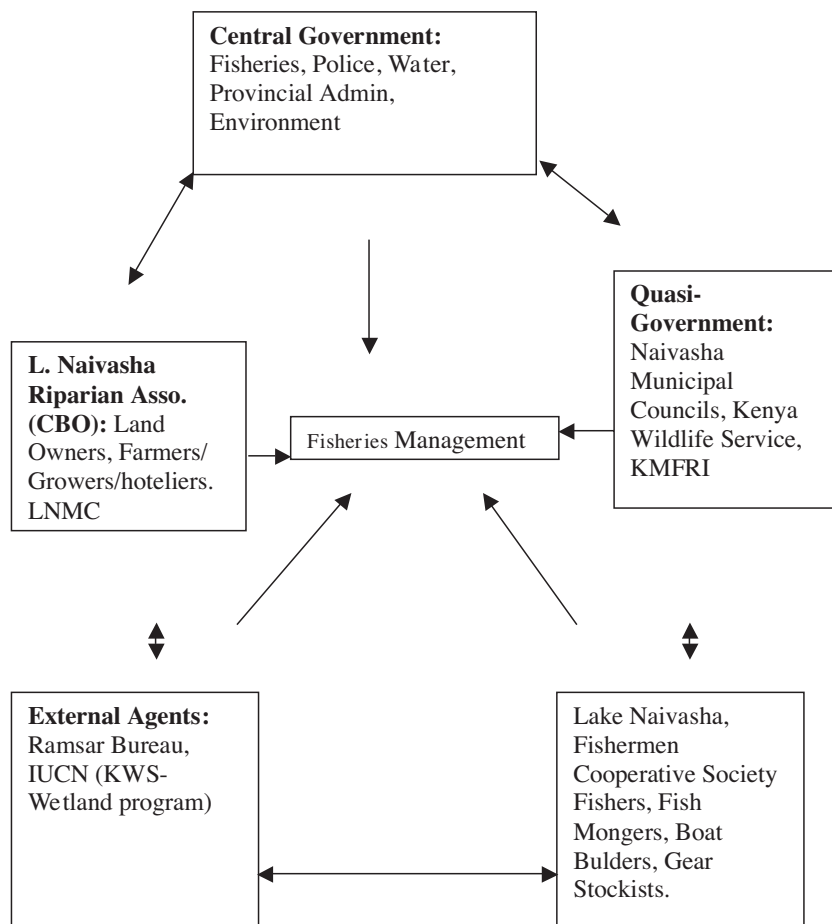 Central Government:
Fisheries, Police, Water,
Provincial Admin,
Environment
Quasi-
Government:
Naivasha
Municipal
Councils, Kenya
Wildlife Service,
KMFRI
L. Naivasha
Riparian Asso.
(CBO): Land
Owners, Farmers/
Growers/hoteliers.
LNMC
Fisheries Management
External Agents:
Ramsar Bureau,
IUCN (KWS-
Wetland program)
Lake Naivasha,
Fishermen
Cooperative Society
Fishers, Fish
Mongers, Boat
Bulders, Gear
Stockists.